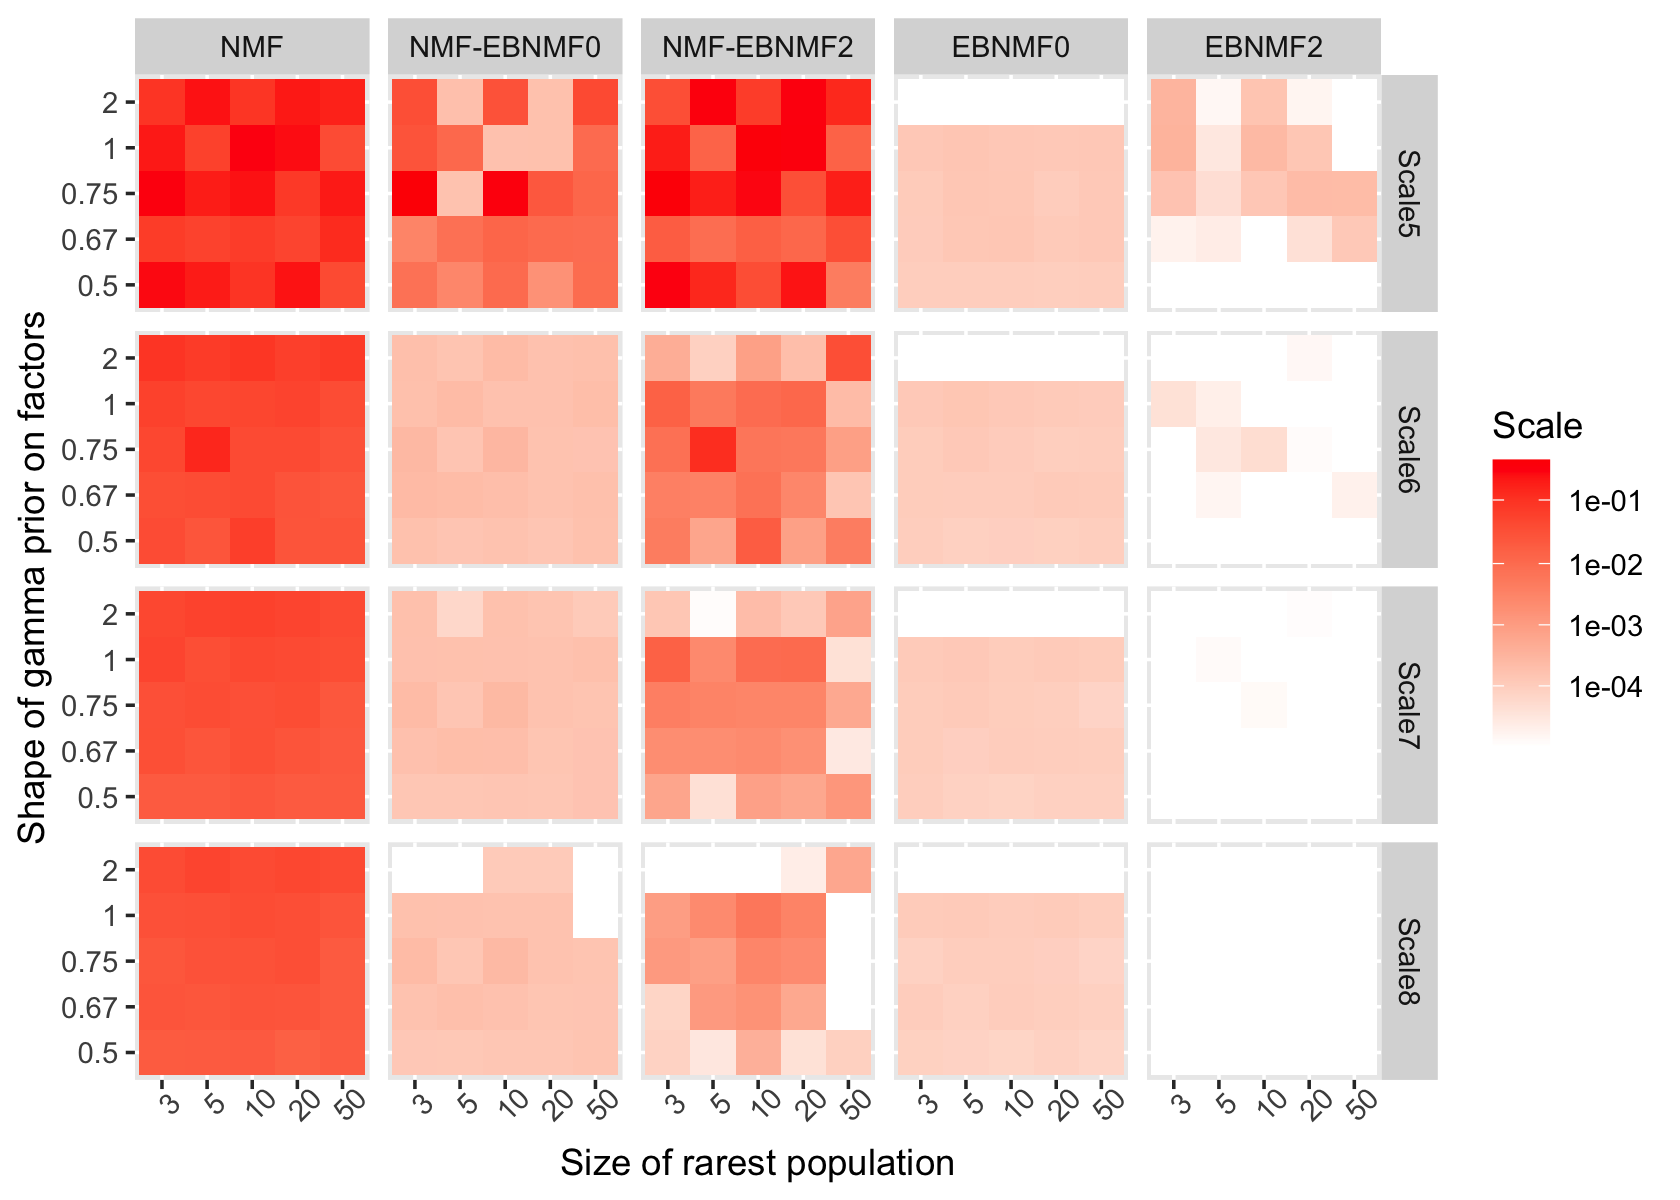 NMF NMF-EBNMF0 NMF-EBNMF2 EBNMF0 EBNMF2
Shape of gamma prior on factors
2
1
0.75
0.67
0.5
Scale5
2
1
0.75
0.67
0.5
Scale6
2
1
0.75
0.67
0.5
Scale7
2
1
0.75
0.67
0.5
Scale8
3 5 10 20 50 3 5 10 20 50 3 5 10 20 50 3 5 10 20 50 3 5 10 20 50
Size of rarest population
Scale
1e-01
1e-02
1e-03
1e-04